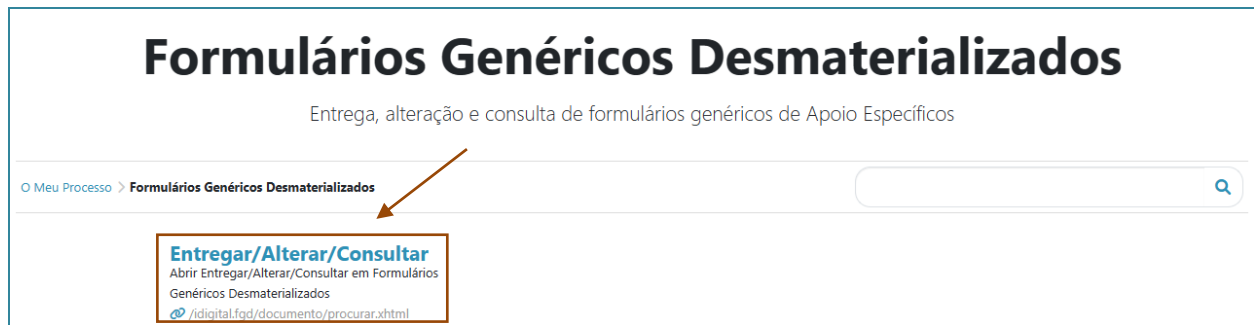 Formulários Genéricos Desmaterializados
Entrega, alteração e consulta de formulários genéricos de Apoio Específicos
O Meu Processo > Formulários Genéricos Desmaterializados
Entregar/Alterar/Consultar
Abrir Entregar/Alterar/Consultar em Formulários
Genéricos Desmaterializados
/idigital.fgd/documento/procurar.xhtml